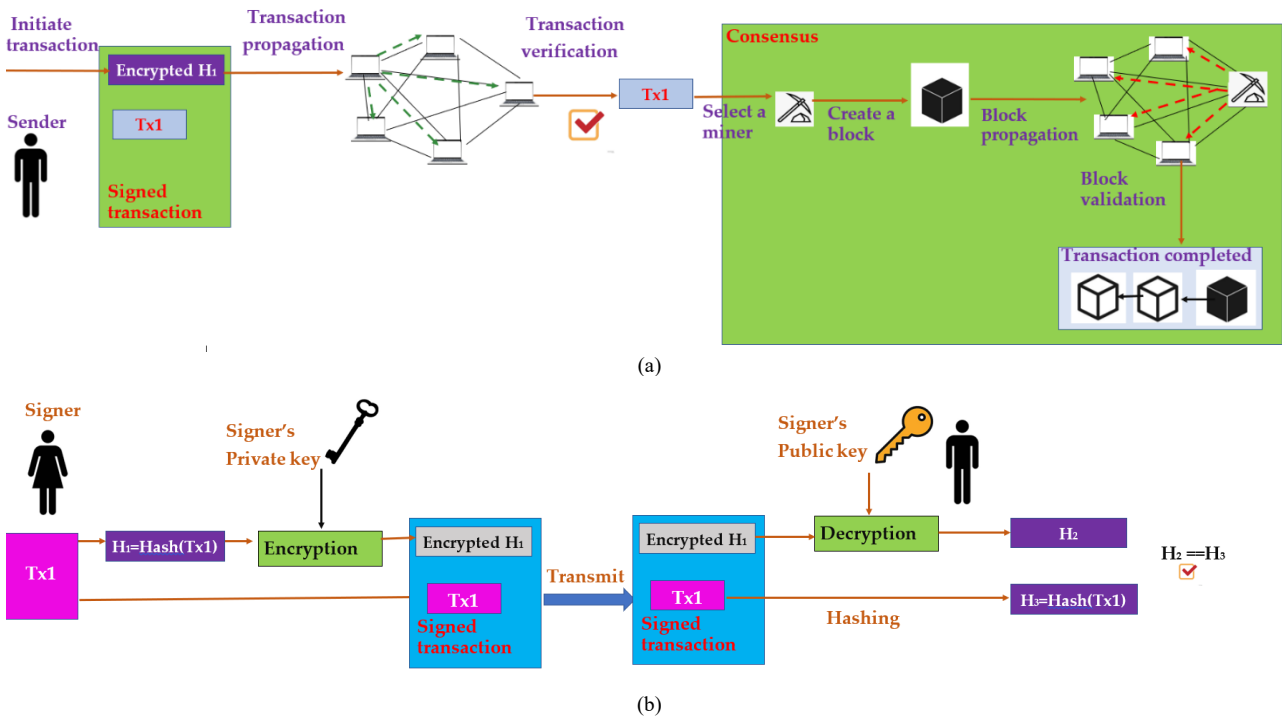 Initiate
transaction
Encrypted H₁
Tx1
Sender
Signed
transaction
Transaction
propagation
Transaction
verification
Tx1
Consensus
Select a
miner
Create a
block
Block
propagation
Block
validation
Transaction completed
(a)
Signer
Signer's
Private key
Tx1
H₁=Hash(Tx1)
Encryption
Encrypted H₁
Tx1
Signed
transaction
Transmit
Encrypted H₁
Tx1
Signed
transaction
Signer's
Public key
Decryption
Hashing
H₂
H₃=Hash(Tx1)
H₂ ==H₃
(b)